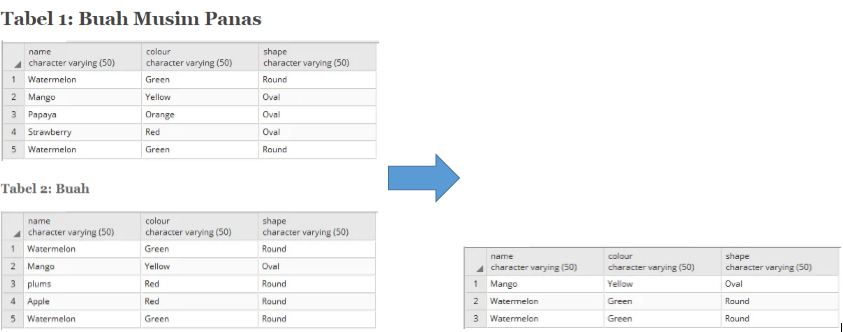 Tabel 1: Buah Musim Panas
name colour shape
character varying (50) character varying (50) character varying (50)
1 Watermelon Green Round
2 Mango Yellow Oval
3 Papaya Orange Oval
4 Strawberry Red Oval
5 Watermelon Green Round
Tabel 2: Buah
name colour shape
character varying (50) character varying (50) character varying (50)
1 Watermelon Green Round
2 Mango Yellow Oval
3 plums Red Round
4 Apple Red Round
5 Watermelon Green Round
name colour shape
character varying (50) character varying (50) character varying (50)
1 Mango Yellow Oval
2 Watermelon Green Round
3 Watermelon Green Round